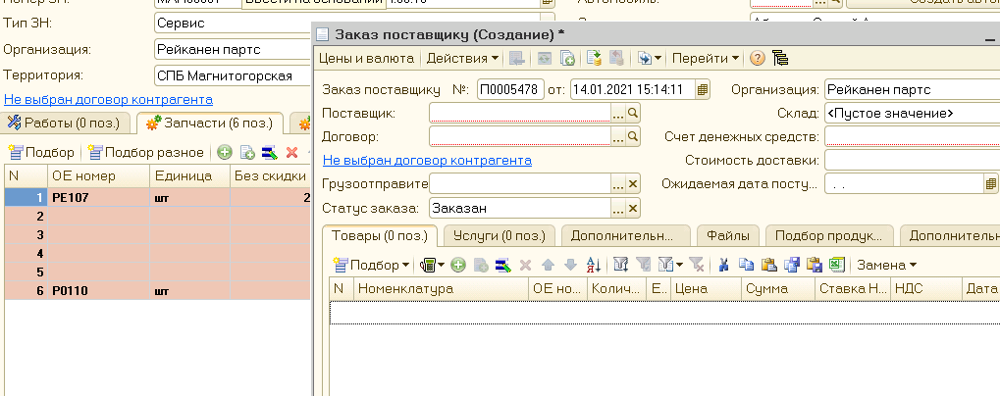 Ввести на основании
Тип ЗН: Сервис
Организация: Рейканен партс
Территория: СПБ Магнитогорская
Не выбран договор контрагента
Работы (0 поз.) Запчасти (6 поз.)
Подбор Подбор разное
N ОЕ номер Единица Без скидки
1 PE107 шт 2
2
3
4
5
6 P0110 шт
Заказ поставщику (Создание) *
Цены и валюта Действия Перейти
Заказ поставщику №: П0005478 от: 14.01.2021 15:14:11 Организация: Рейканен партс
Поставщик: Склад: <Пустое значение>
Договор: Счет денежных средств:
Не выбран договор контрагента Стоимость доставки:
Грузоотправите Ожидаемая дата посту... . .
Статус заказа: Заказан
Товары (0 поз.) Услуги (0 поз.) Дополнительн... Файлы Подбор продук... Дополнительн
Подбор Замена
N Номенклатура ОЕ но... Колич... Е.. Цена Сумма Ставка Н... НДС Дата